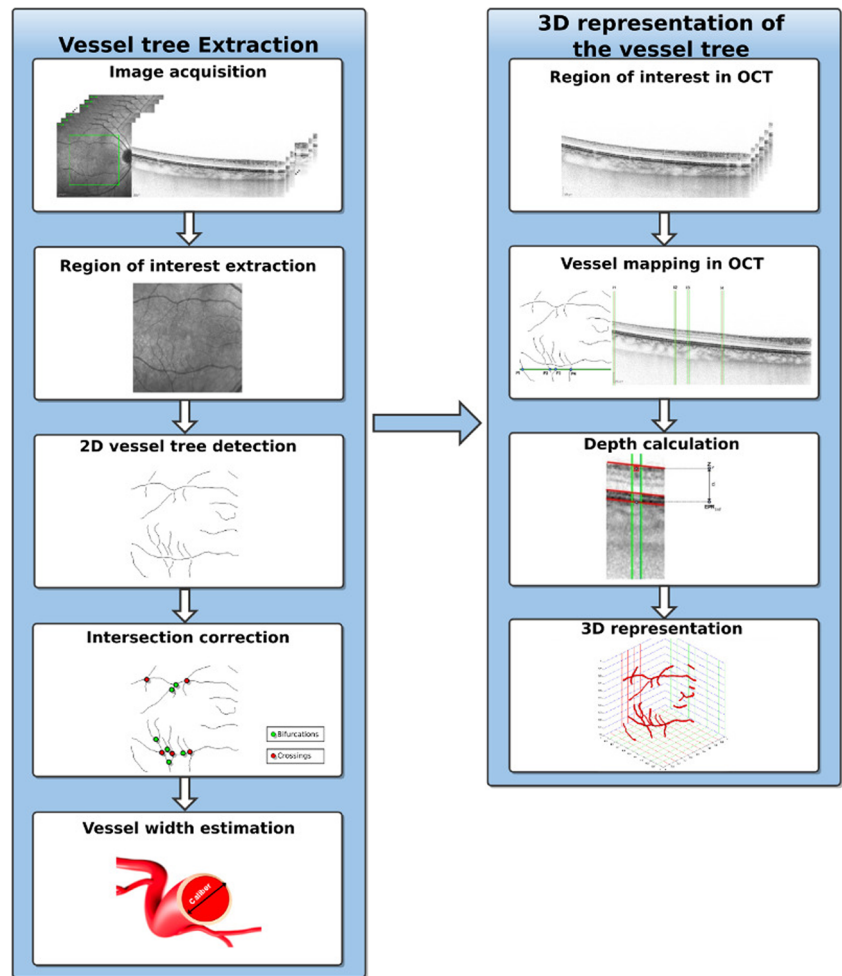 Vessel tree Extraction
Image acquisition
Region of interest extraction
2D vessel tree detection
Intersection correction
Bifurcations
Crossings
Vessel width estimation
Caliber
3D representation of
the vessel tree
Region of interest in OCT
Vessel mapping in OCT
Depth calculation
3D representation